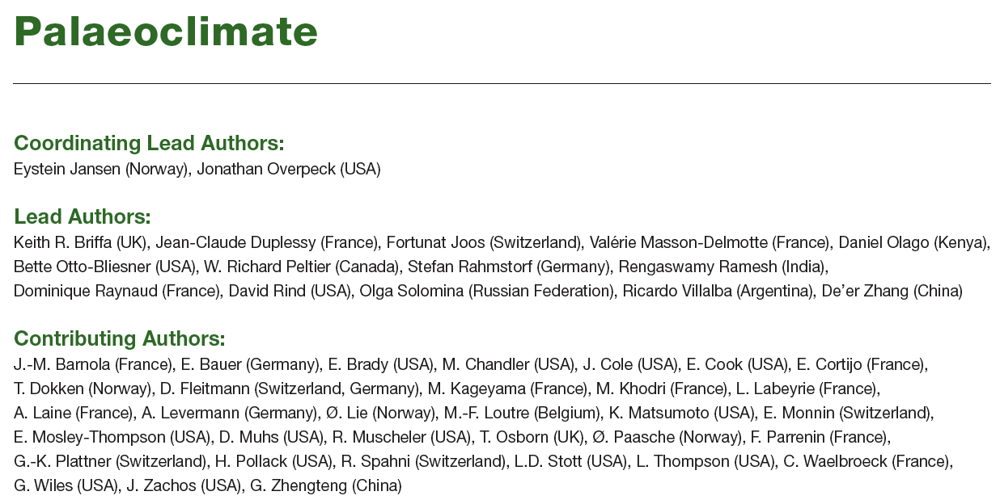 Palaeoclimate
Coordinating Lead Authors:
Eystein Jansen (Norway), Jonathan Overpeck (USA)
Lead Authors:
Keith R. Briffa (UK), Jean-Claude Duplessy (France), Fortunat Joos (Switzerland), Valérie Masson-Delmotte (France), Daniel Olago (Kenya),
Bette Otto-Bliesner (USA), W. Richard Peltier (Canada), Stefan Rahmstorf (Germany), Rengaswamy Ramesh (India),
Dominique Raynaud (France), David Rind (USA), Olga Solomina (Russian Federation), Ricardo Villalba (Argentina), De’er Zhang (China)
Contributing Authors:
J.-M. Barnola (France), E. Bauer (Germany), E. Brady (USA), M. Chandler (USA), J. Cole (USA), E. Cook (USA), E. Cortijo (France),
T. Dokken (Norway), D. Fleitmann (Switzerland, Germany), M. Kageyama (France), M. Khodri (France), L. Labeyrie (France),
A. Laine (France), A. Levermann (Germany), Ø. Lie (Norway), M.-F. Loutre (Belgium), K. Matsumoto (USA), E. Monnin (Switzerland),
E. Mosley-Thompson (USA), D. Muhs (USA), R. Muscheler (USA), T. Osborn (UK), Ø. Paasche (Norway), F. Parrenin (France),
G.-K. Plattner (Switzerland), H. Pollack (USA), R. Spahni (Switzerland), L.D. Stott (USA), L. Thompson (USA), C. Waelbroeck (France),
G. Wiles (USA), J. Zachos (USA), G. Zhengteng (China)